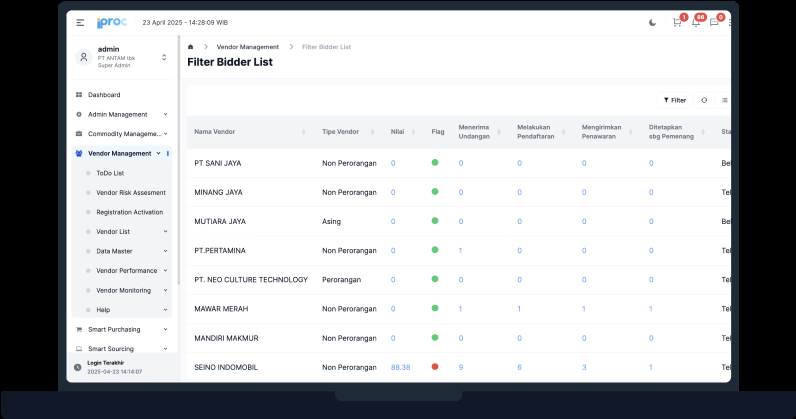 iproc 23 April 2025 - 14:28:09 WIB 1 88 0
admin
PT ANTAM tbk
Super Admin
Dashboard
Admin Management
Commodity Manageme...
Vendor Management
ToDo List
Vendor Risk Assesment
Registration Activation
Vendor List
Data Master
Vendor Performance
Vendor Monitoring
Help
Smart Purchasing
Smart Sourcing
Login Terakhir
2025-04-23 14:14:07
Vendor Management Filter Bidder List
Filter Bidder List
Filter
Nama Vendor Tipe Vendor Nilai Flag Menerima Undangan Melakukan Pendaftaran Mengirimkan Penawaran Ditetapkan sbg Pemenang Sta
PT SANI JAYA Non Perorangan 0 0 0 0 0 Bel
MINANG JAYA Non Perorangan 0 0 0 0 0 Tel
MUTIARA JAYA Asing 0 0 0 0 0 Bel
PT.PERTAMINA Non Perorangan 0 1 0 0 0 Tel
PT. NEO CULTURE TECHNOLOGY Perorangan 0 0 0 0 0 Tel
MAWAR MERAH Non Perorangan 0 1 1 1 1 Tel
MANDIRI MAKMUR Non Perorangan 0 0 0 0 0 Tel
SEINO INDOMOBIL Non Perorangan 88.38 9 6 3 1 Tel